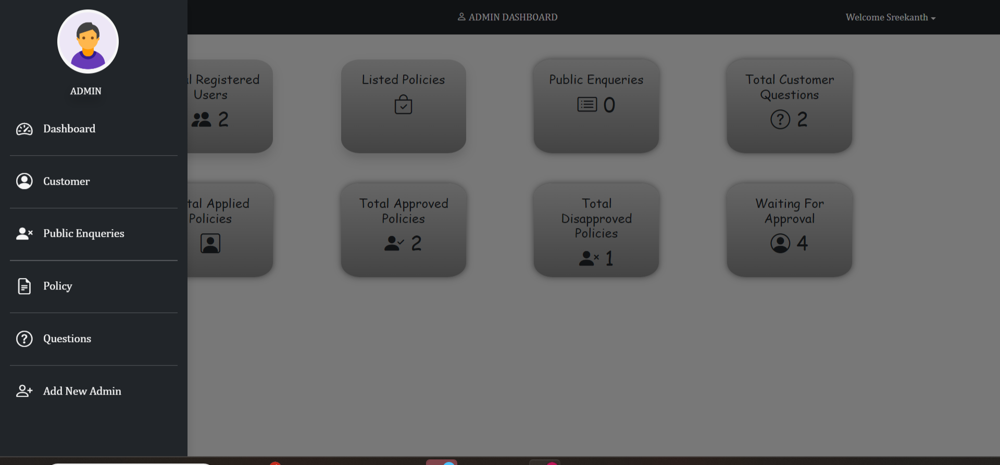 ADMIN DASHBOARD
Welcome Sreekanth
ADMIN
Dashboard
Customer
Public Enqueries
Policy
Questions
Add New Admin
l Registered
Users
2
Listed Policies
Public Enqueries
0
Total Customer
Questions
2
tal Applied
Policies
Total Approved
Policies
2
Total
Disapproved
Policies
1
Waiting For
Approval
4